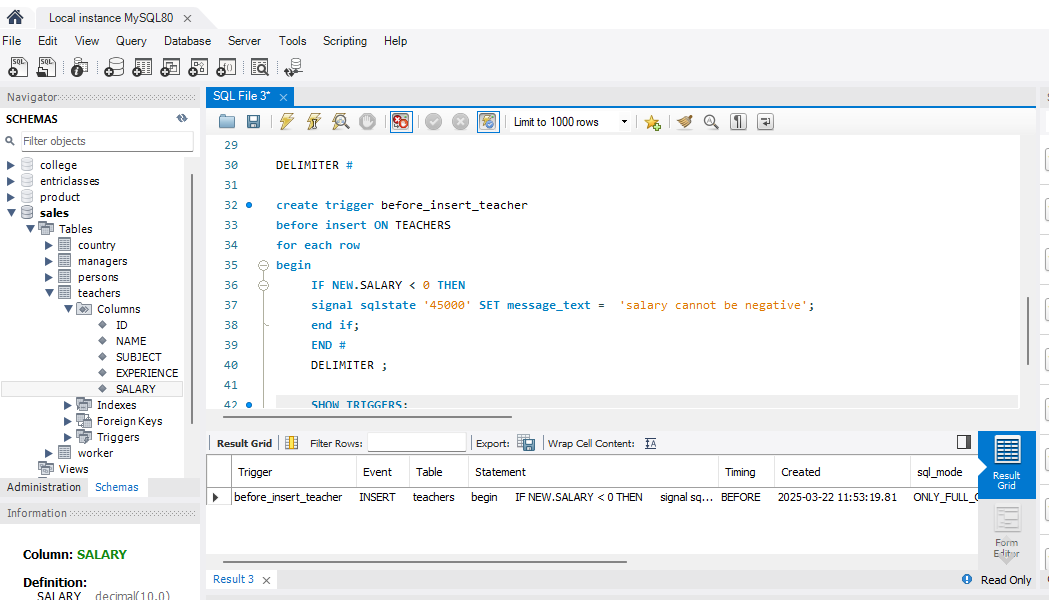 Local instance MySQL80
File Edit View Query Database Server Tools Scripting Help
Navigator
SCHEMAS
Filter objects
college
entriclasses
product
sales
Tables
country
managers
persons
teachers
Columns
ID
NAME
SUBJECT
EXPERIENCE
SALARY
Indexes
Foreign Keys
Triggers
worker
Views
Administration Schemas
Information
Column: SALARY
Definition:
SALARY decimal(10,0)
SQL File 3*
Limit to 1000 rows
29
30 DELIMITER #
31
32 create trigger before_insert_teacher
33 before insert ON TEACHERS
34 for each row
35 begin
36 IF NEW.SALARY < 0 THEN
37 signal sqlstate '45000' SET message_text = 'salary cannot be negative';
38 end if;
39 END #
40 DELIMITER ;
41
42 SHOW TRIGGERS;
Result Grid Filter Rows: Export: Wrap Cell Content:
Trigger Event Table Statement Timing Created sql_mode
before_insert_teacher INSERT teachers begin IF NEW.SALARY < 0 THEN signal sq... BEFORE 2025-03-22 11:53:19.81 ONLY_FULL_
Result
Grid
Form
Editor
Result 3
Read Only